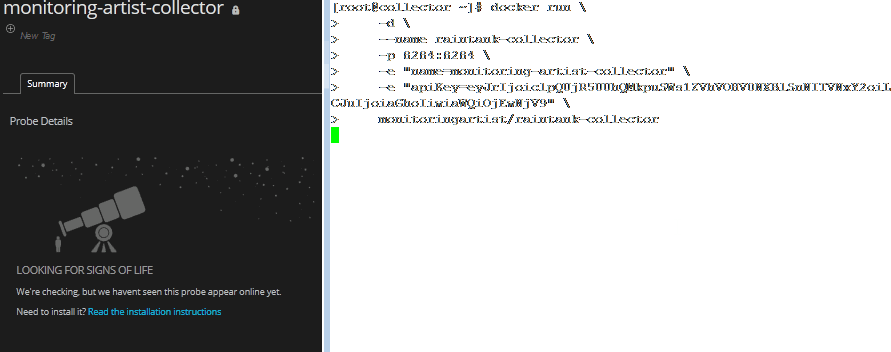 monitoring-artist-collector
New Tag
Summary
Probe Details
LOOKING FOR SIGNS OF LIFE
We're checking, but we havent seen this probe appear online yet.
Need to install it? Read the installation instructions
[root@collector ~]$ docker run \
> -d \
> --name raintank-collector \
> -p 8284:8284 \
> -e "name=monitoring-artist-collector" \
> -e
> monitoringartist/raintank-collector